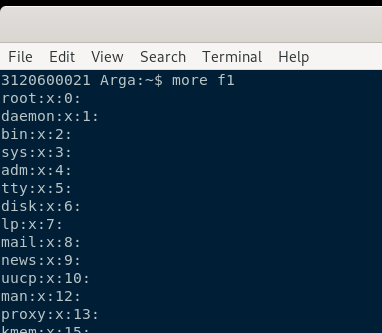 File Edit View Search Terminal Help
3120600021 Arga:~$ more f1
root:x:0:
daemon:x:1:
bin:x:2:
sys:x:3:
adm:x:4:
tty:x:5:
disk:x:6:
lp:x:7:
mail:x:8:
news:x:9:
uucp:x:10:
man:x:12:
proxy:x:13:
kmem:x:15: